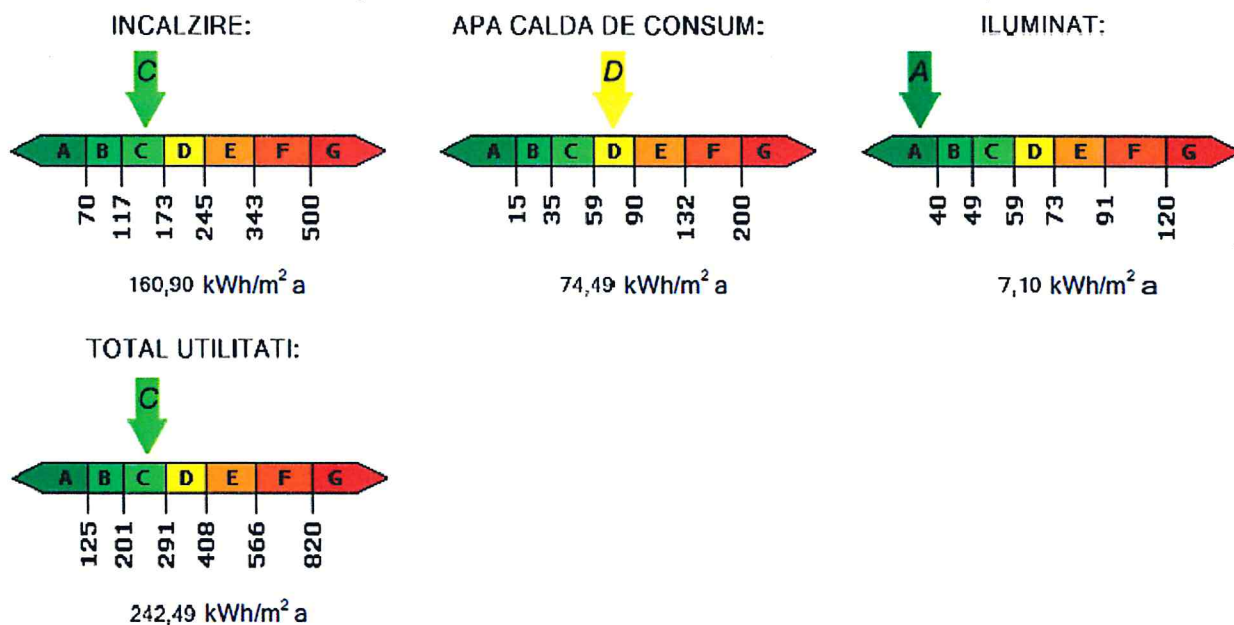 INCALZIRE:
C
A B C D E F G
70 117 173 245 343 500
160,90 kWh/m² a
APA CALDA DE CONSUM:
D
A B C D E F G
15 35 59 90 132 200
74,49 kWh/m² a
ILUMINAT:
A
A B C D E F G
40 49 59 73 91 120
7,10 kWh/m² a
TOTAL UTILITATI:
C
A B C D E F G
125 201 291 408 566 820
242,49 kWh/m² a